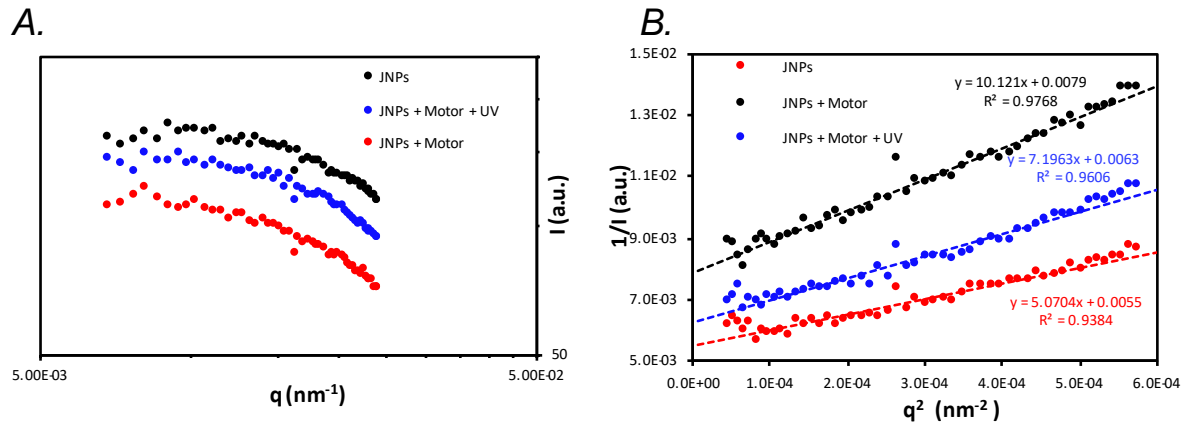 A.
JNPs
JNPs + Motor + UV
JNPs + Motor
I (a.u.)
50
5.00E-03
5.00E-02
q (nm-1)
B.
1.5E-02
1.3E-02
1.1E-02
9.0E-03
7.0E-03
5.0E-03
1/I (a.u.)
JNPs
JNPs + Motor
JNPs + Motor + UV
y = 10.121x + 0.0079
R² = 0.9768
y = 7.1963x + 0.0063
R² = 0.9606
y = 5.0704x + 0.0055
R² = 0.9384
0.0E+00
1.0E-04
2.0E-04
3.0E-04
4.0E-04
5.0E-04
6.0E-04
q² (nm-2)